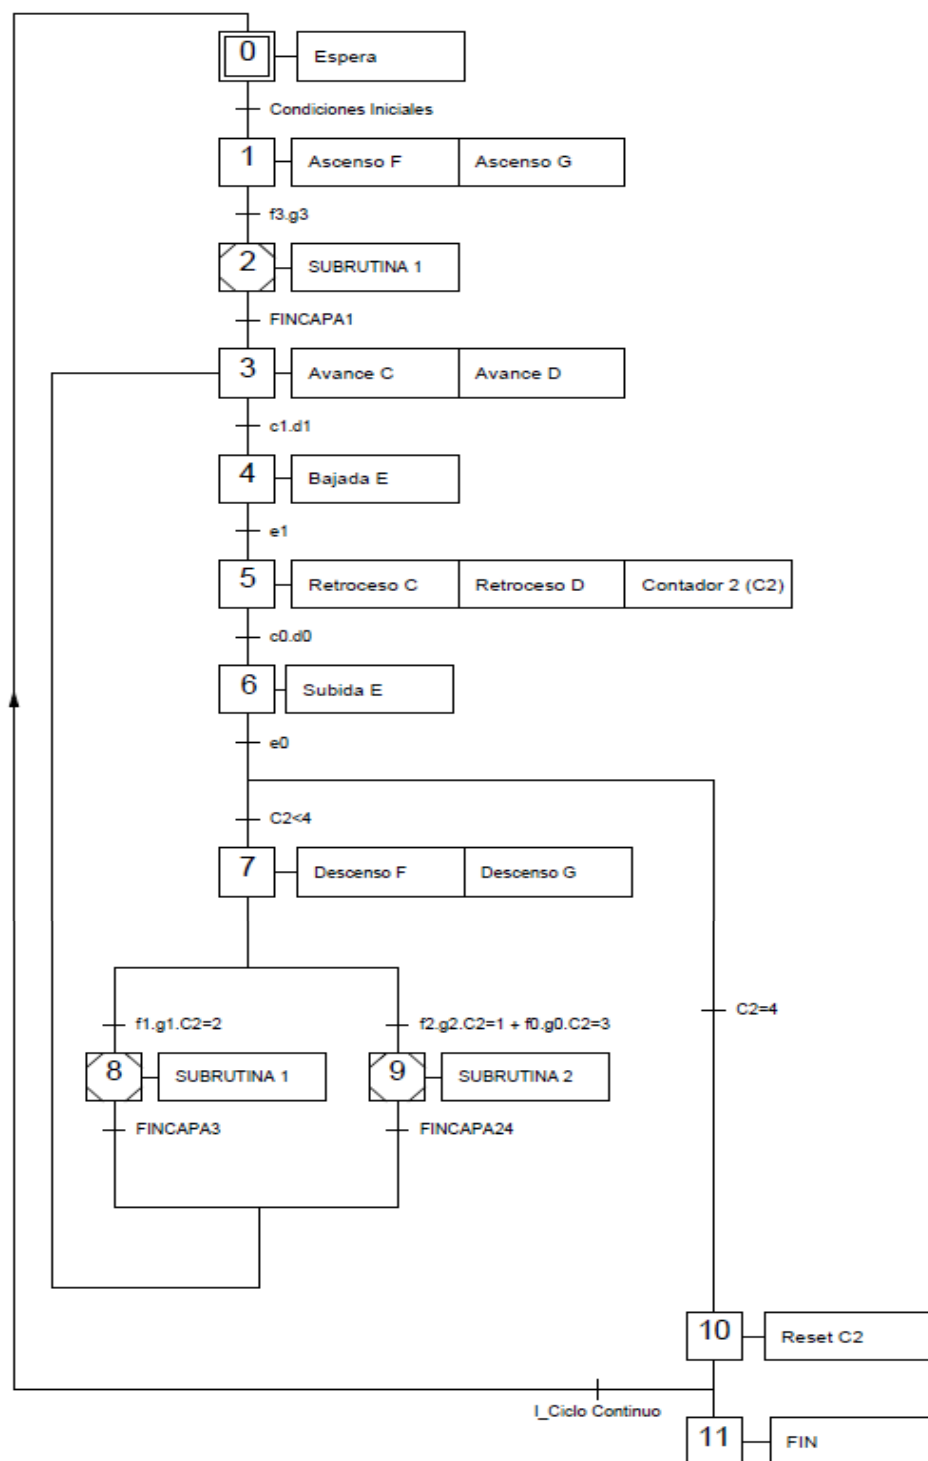 0 Espera
Condiciones Iniciales
1 Ascenso F Ascenso G
f3.g3
2 SUBRUTINA 1
FINCAPA1
3 Avance C Avance D
c1.d1
4 Bajada E
e1
5 Retroceso C Retroceso D Contador 2 (C2)
c0.d0
6 Subida E
e0
C2<4
7 Descenso F Descenso G
C2=4
f1.g1.C2=2 f2.g2.C2=1 + f0.g0.C2=3
8 SUBRUTINA 1 9 SUBRUTINA 2
FINCAPA3 FINCAPA24
10 Reset C2
I_Ciclo Continuo
11 FIN